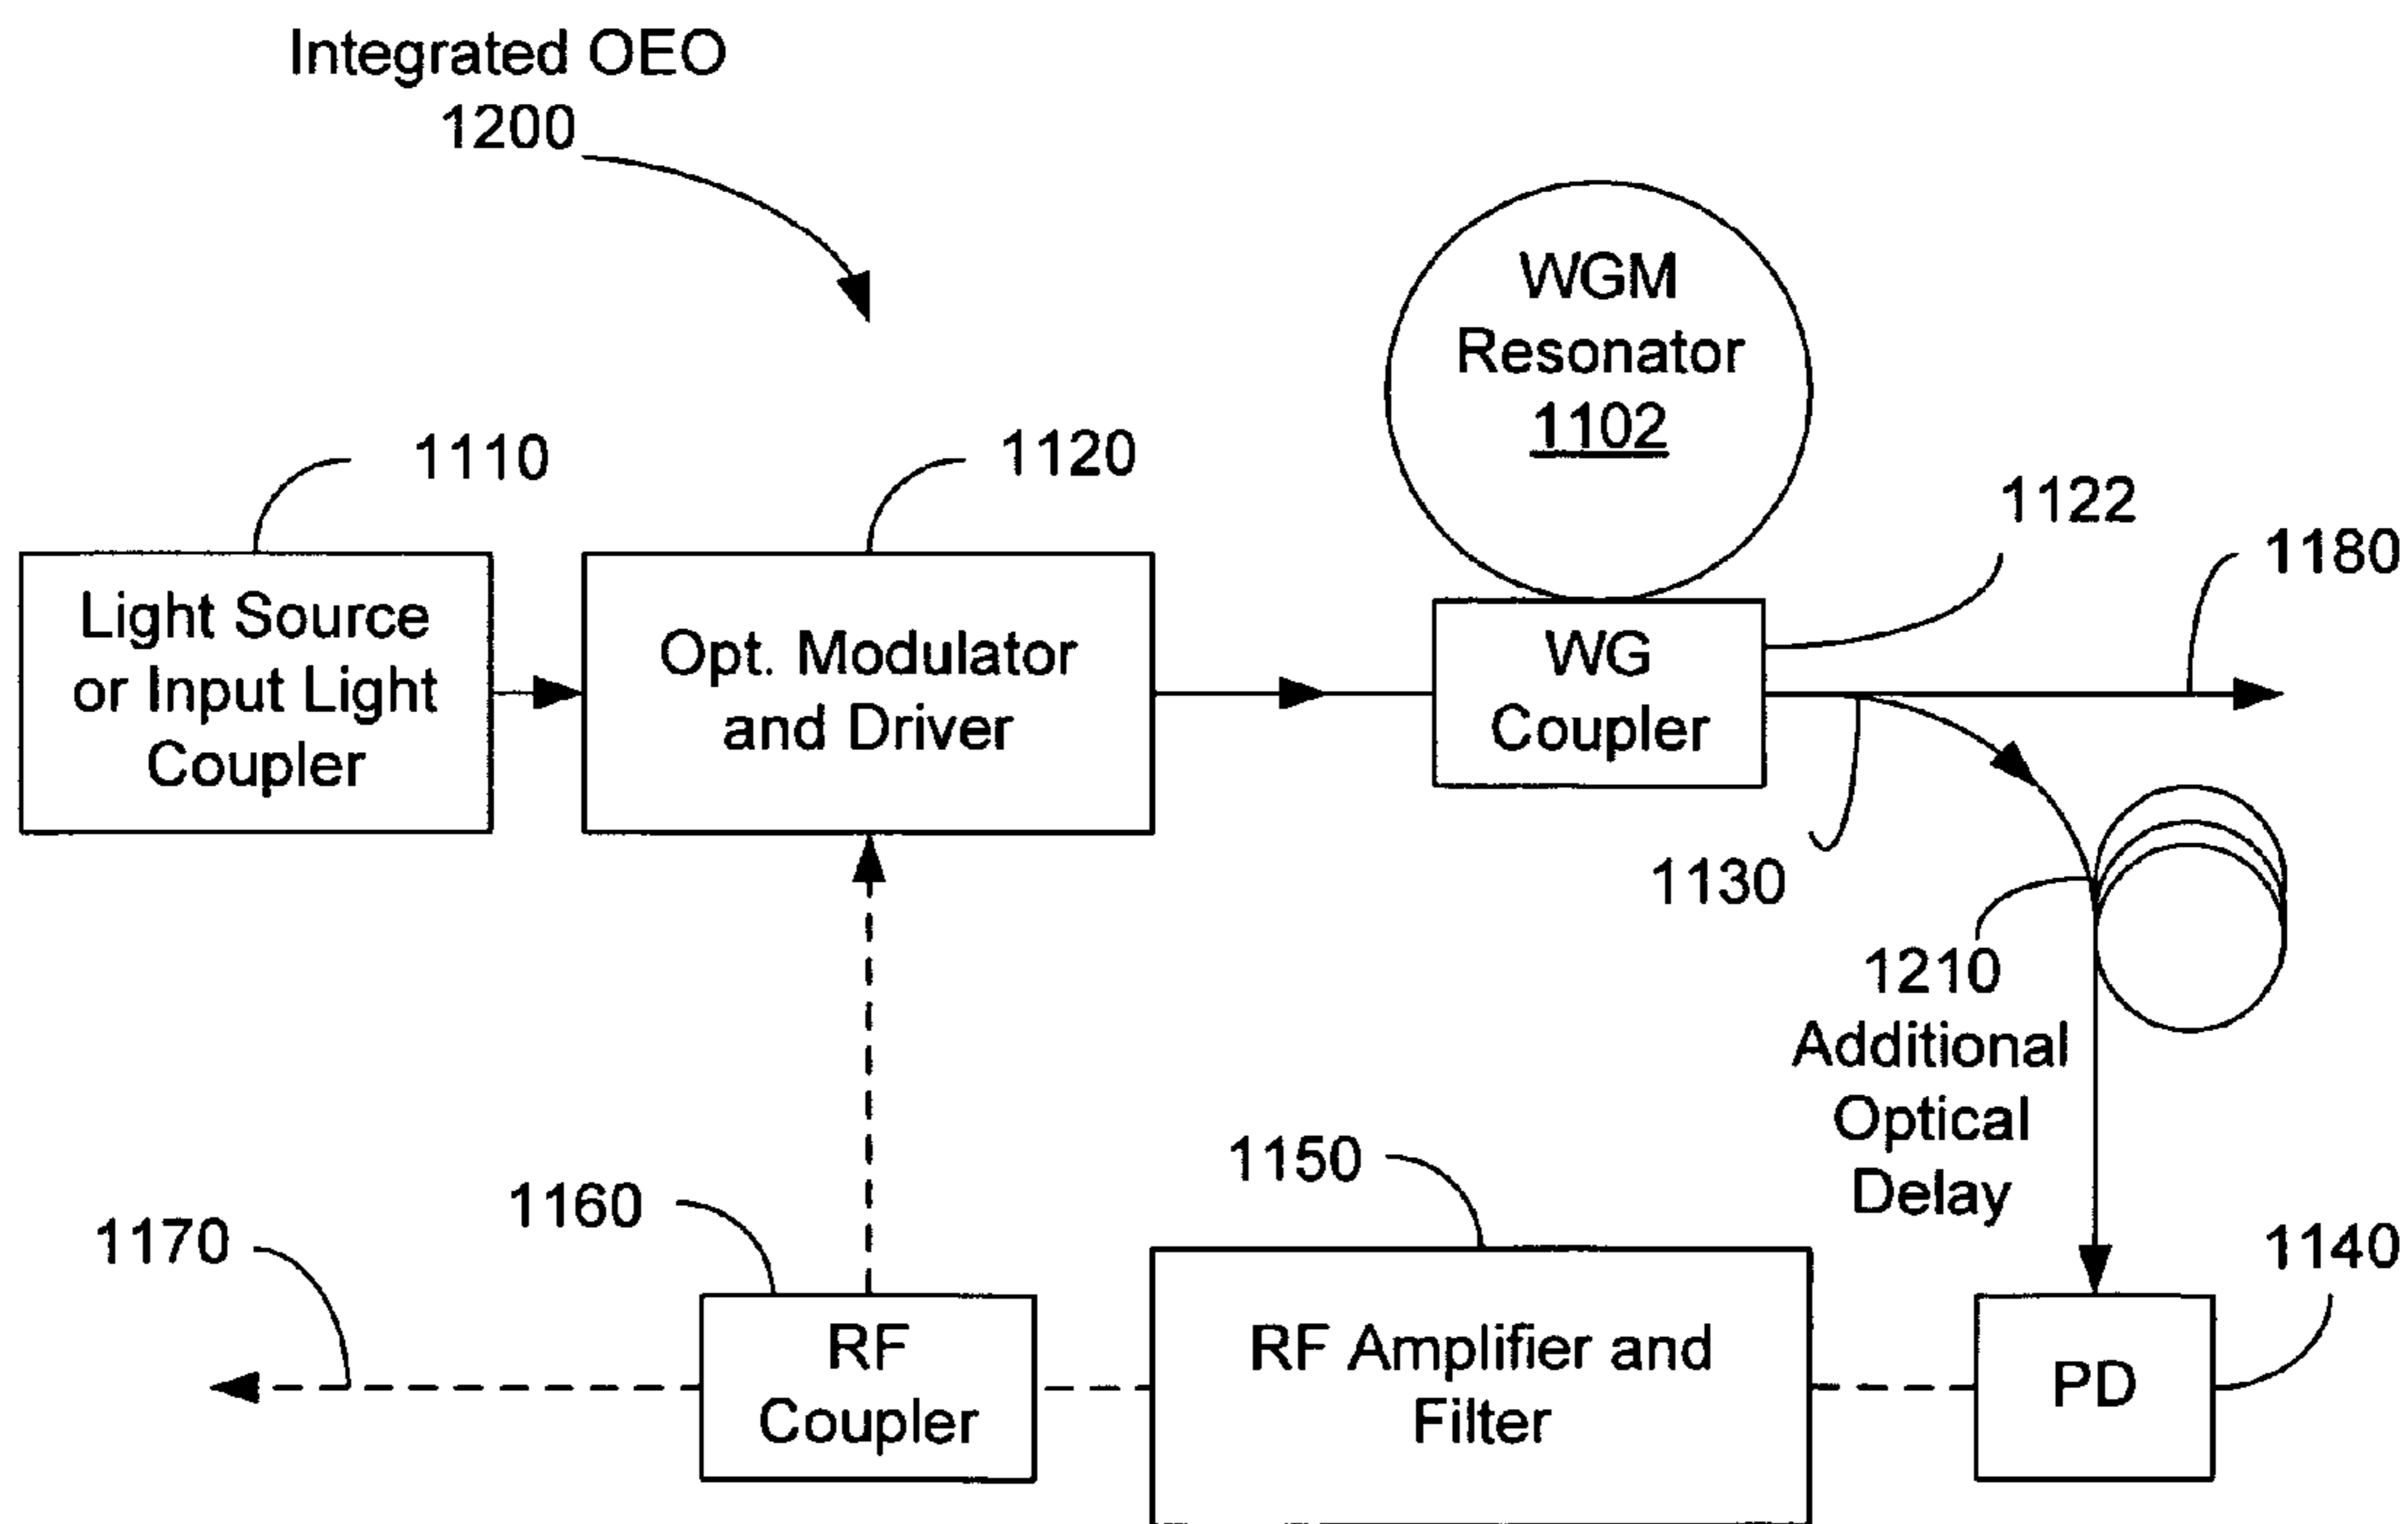 Integrated OEO
1200
WGM
Resonator
1102
1110
1120
1122
1180
Light Source
or Input Light
Coupler
Opt. Modulator
and Driver
WG
Coupler
1130
1210
Additional
Optical
Delay
1150
1160
1170
1140
RF
Coupler
RF Amplifier and
Filter
PD